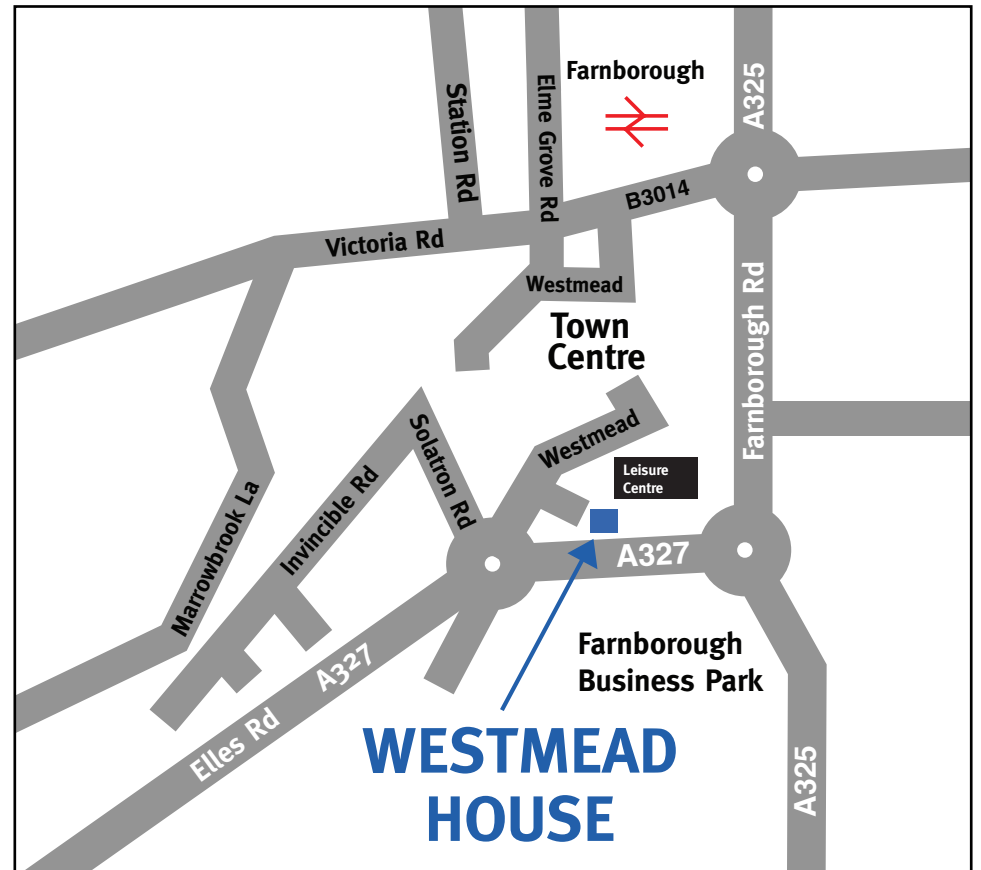 Farnborough
A325
Station Rd
Elme Grove Rd
B3014
Victoria Rd
Westmead
Town
Centre
Farnborough Rd
Westmead
Solatron Rd
Leisure
Centre
Invincible Rd
Marrowbrook La
A327
Farnborough
Business Park
A327
Elles Rd
WESTMEAD
HOUSE
A325